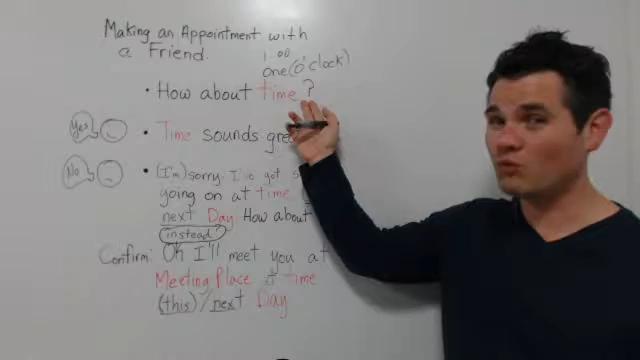 Making an Appointment with
a Friend.
1:00
one (o'clock)
• How about time?
Yes
• Time sounds
No
• (I'm) sorry. I've got
going on at time
next Day. How about
instead?
Confirm: Ok I'll meet you at
Meeting Place at time
(this)/next Day